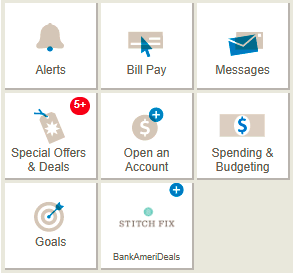 Alerts
Bill Pay
Messages
5+
Special Offers
& Deals
$
Open an
Account
$
Spending &
Budgeting
Goals
STITCH FIX
BankAmeriDeals